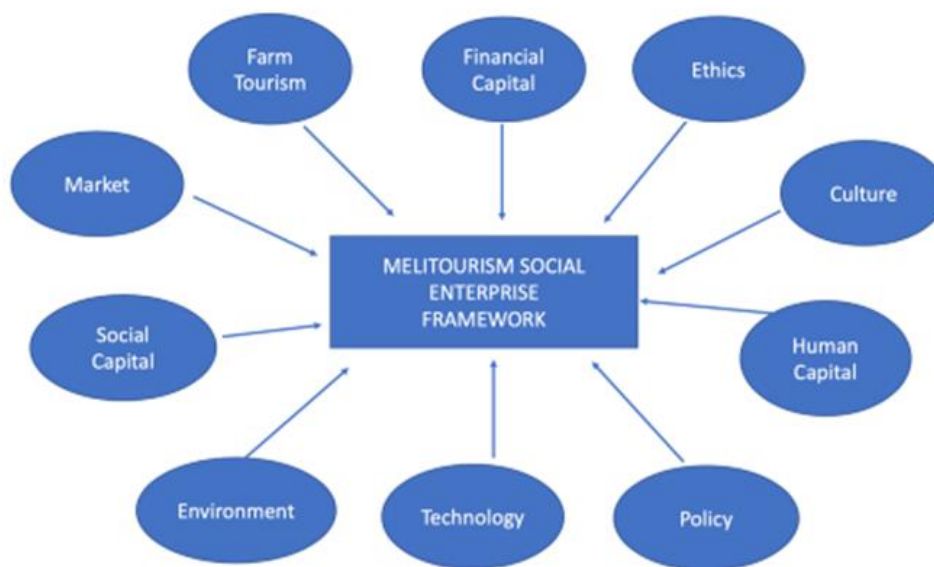 Farm
Tourism
Financial
Capital
Ethics
Market
Culture
MELITOURISM SOCIAL
ENTERPRISE
FRAMEWORK
Social
Capital
Human
Capital
Environment
Technology
Policy